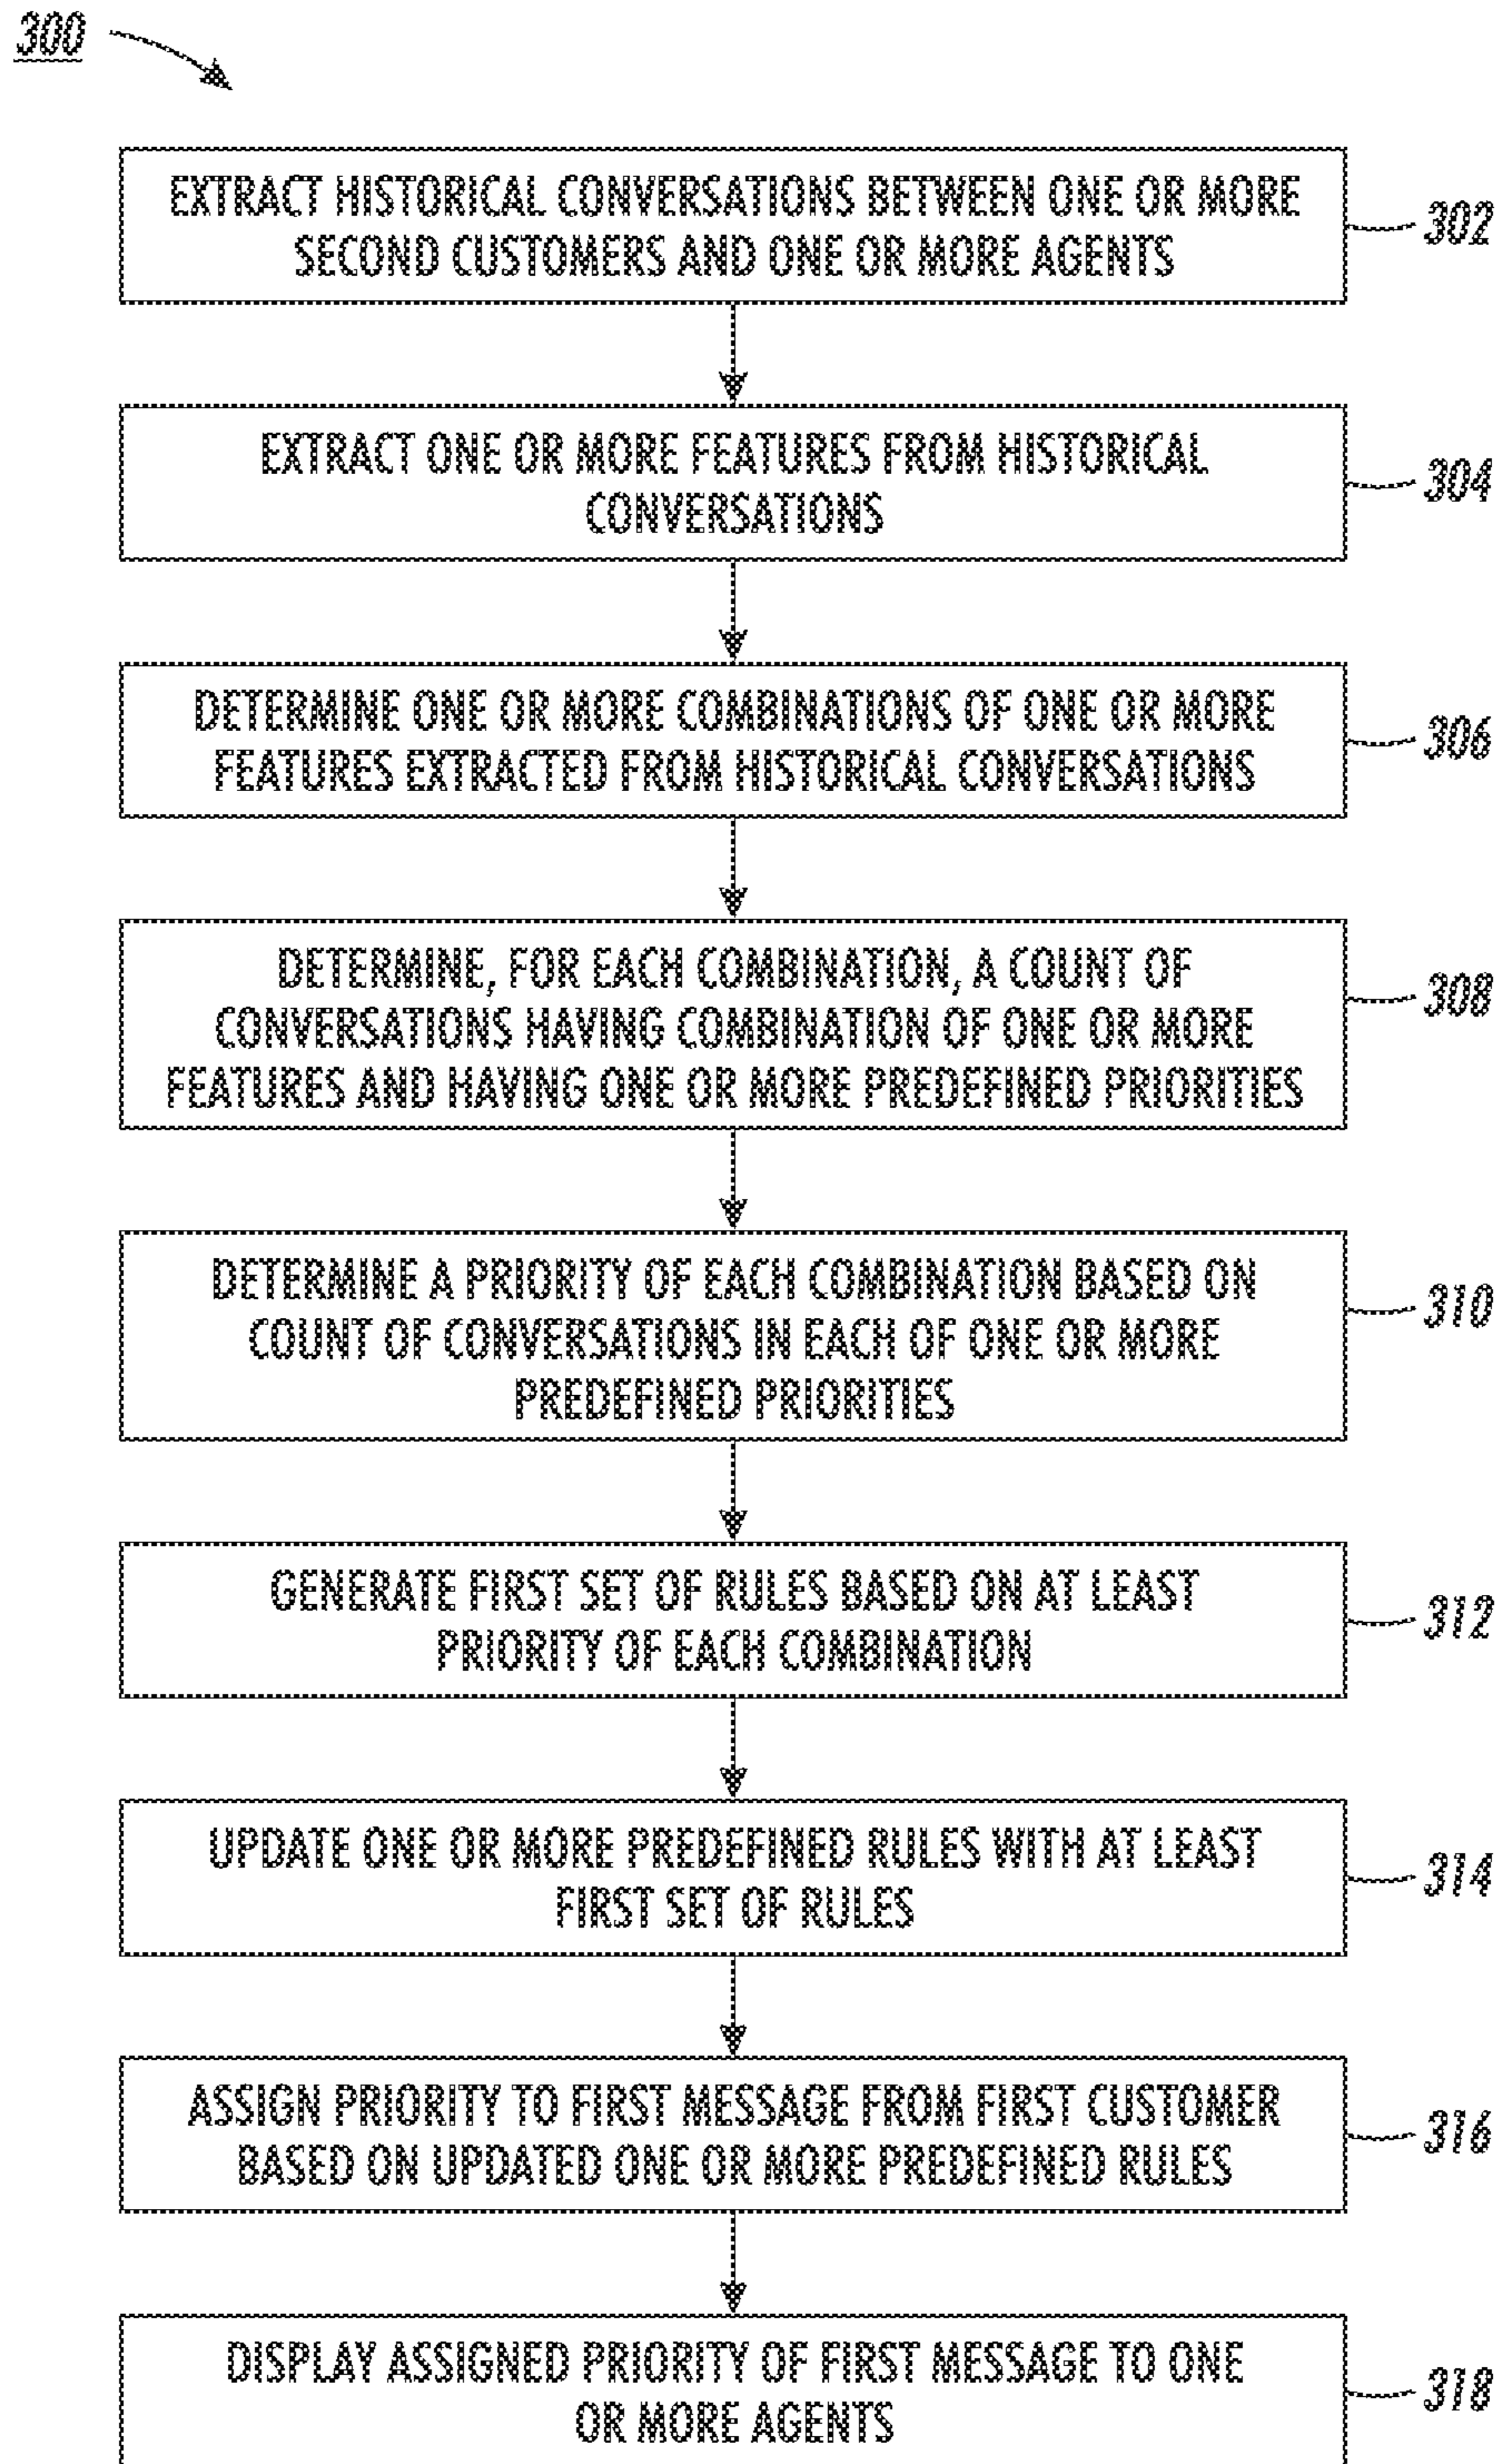 300
EXTRACT HISTORICAL CONVERSATIONS BETWEEN ONE OR MORE
SECOND CUSTOMERS AND ONE OR MORE AGENTS
302
EXTRACT ONE OR MORE FEATURES FROM HISTORICAL
CONVERSATIONS
304
DETERMINE ONE OR MORE COMBINATIONS OF ONE OR MORE
FEATURES EXTRACTED FROM HISTORICAL CONVERSATIONS
306
DETERMINE, FOR EACH COMBINATION, A COUNT OF
CONVERSATIONS HAVING COMBINATION OF ONE OR MORE
FEATURES AND HAVING ONE OR MORE PREDEFINED PRIORITIES
308
DETERMINE A PRIORITY OF EACH COMBINATION BASED ON
COUNT OF CONVERSATIONS IN EACH OF ONE OR MORE
PREDEFINED PRIORITIES
310
GENERATE FIRST SET OF RULES BASED ON AT LEAST
PRIORITY OF EACH COMBINATION
312
UPDATE ONE OR MORE PREDEFINED RULES WITH AT LEAST
FIRST SET OF RULES
314
ASSIGN PRIORITY TO FIRST MESSAGE FROM FIRST CUSTOMER
BASED ON UPDATED ONE OR MORE PREDEFINED RULES
316
DISPLAY ASSIGNED PRIORITY OF FIRST MESSAGE TO ONE
OR MORE AGENTS
318